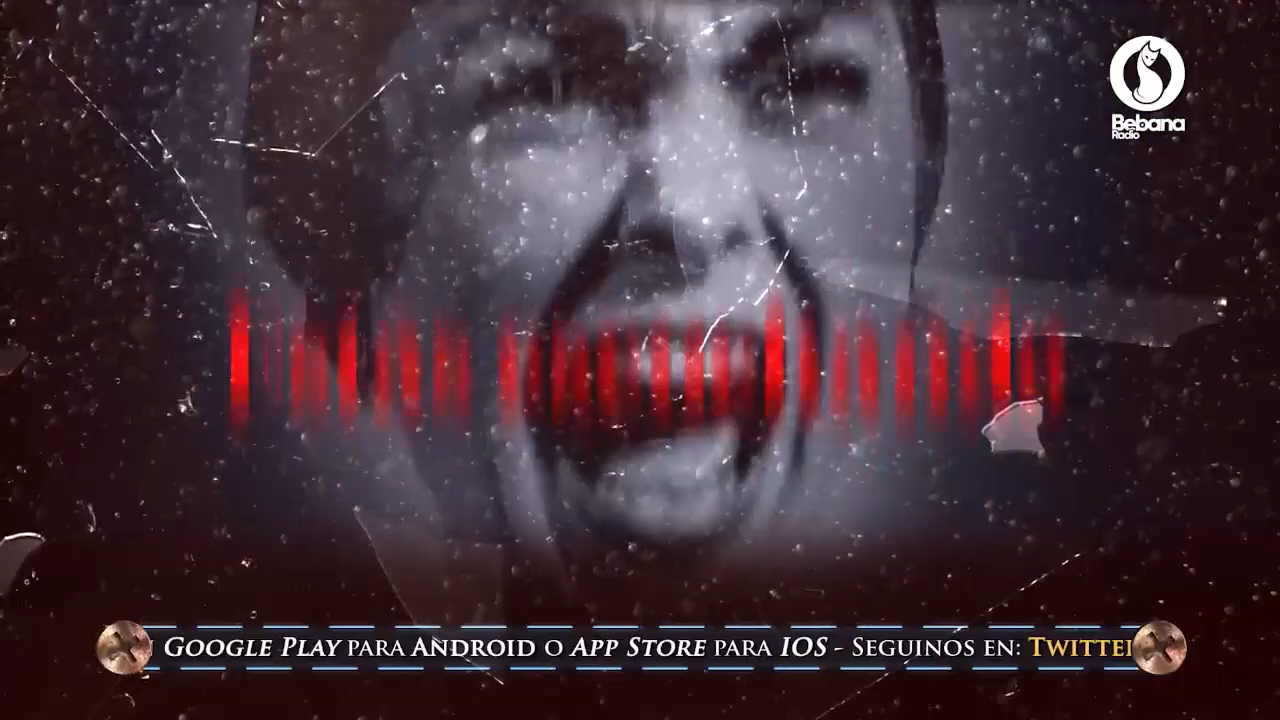 Bebana
Radio
GOOGLE PLAY PARA ANDROID O APP STORE PARA IOS - SEGUINOS EN: TWITTE